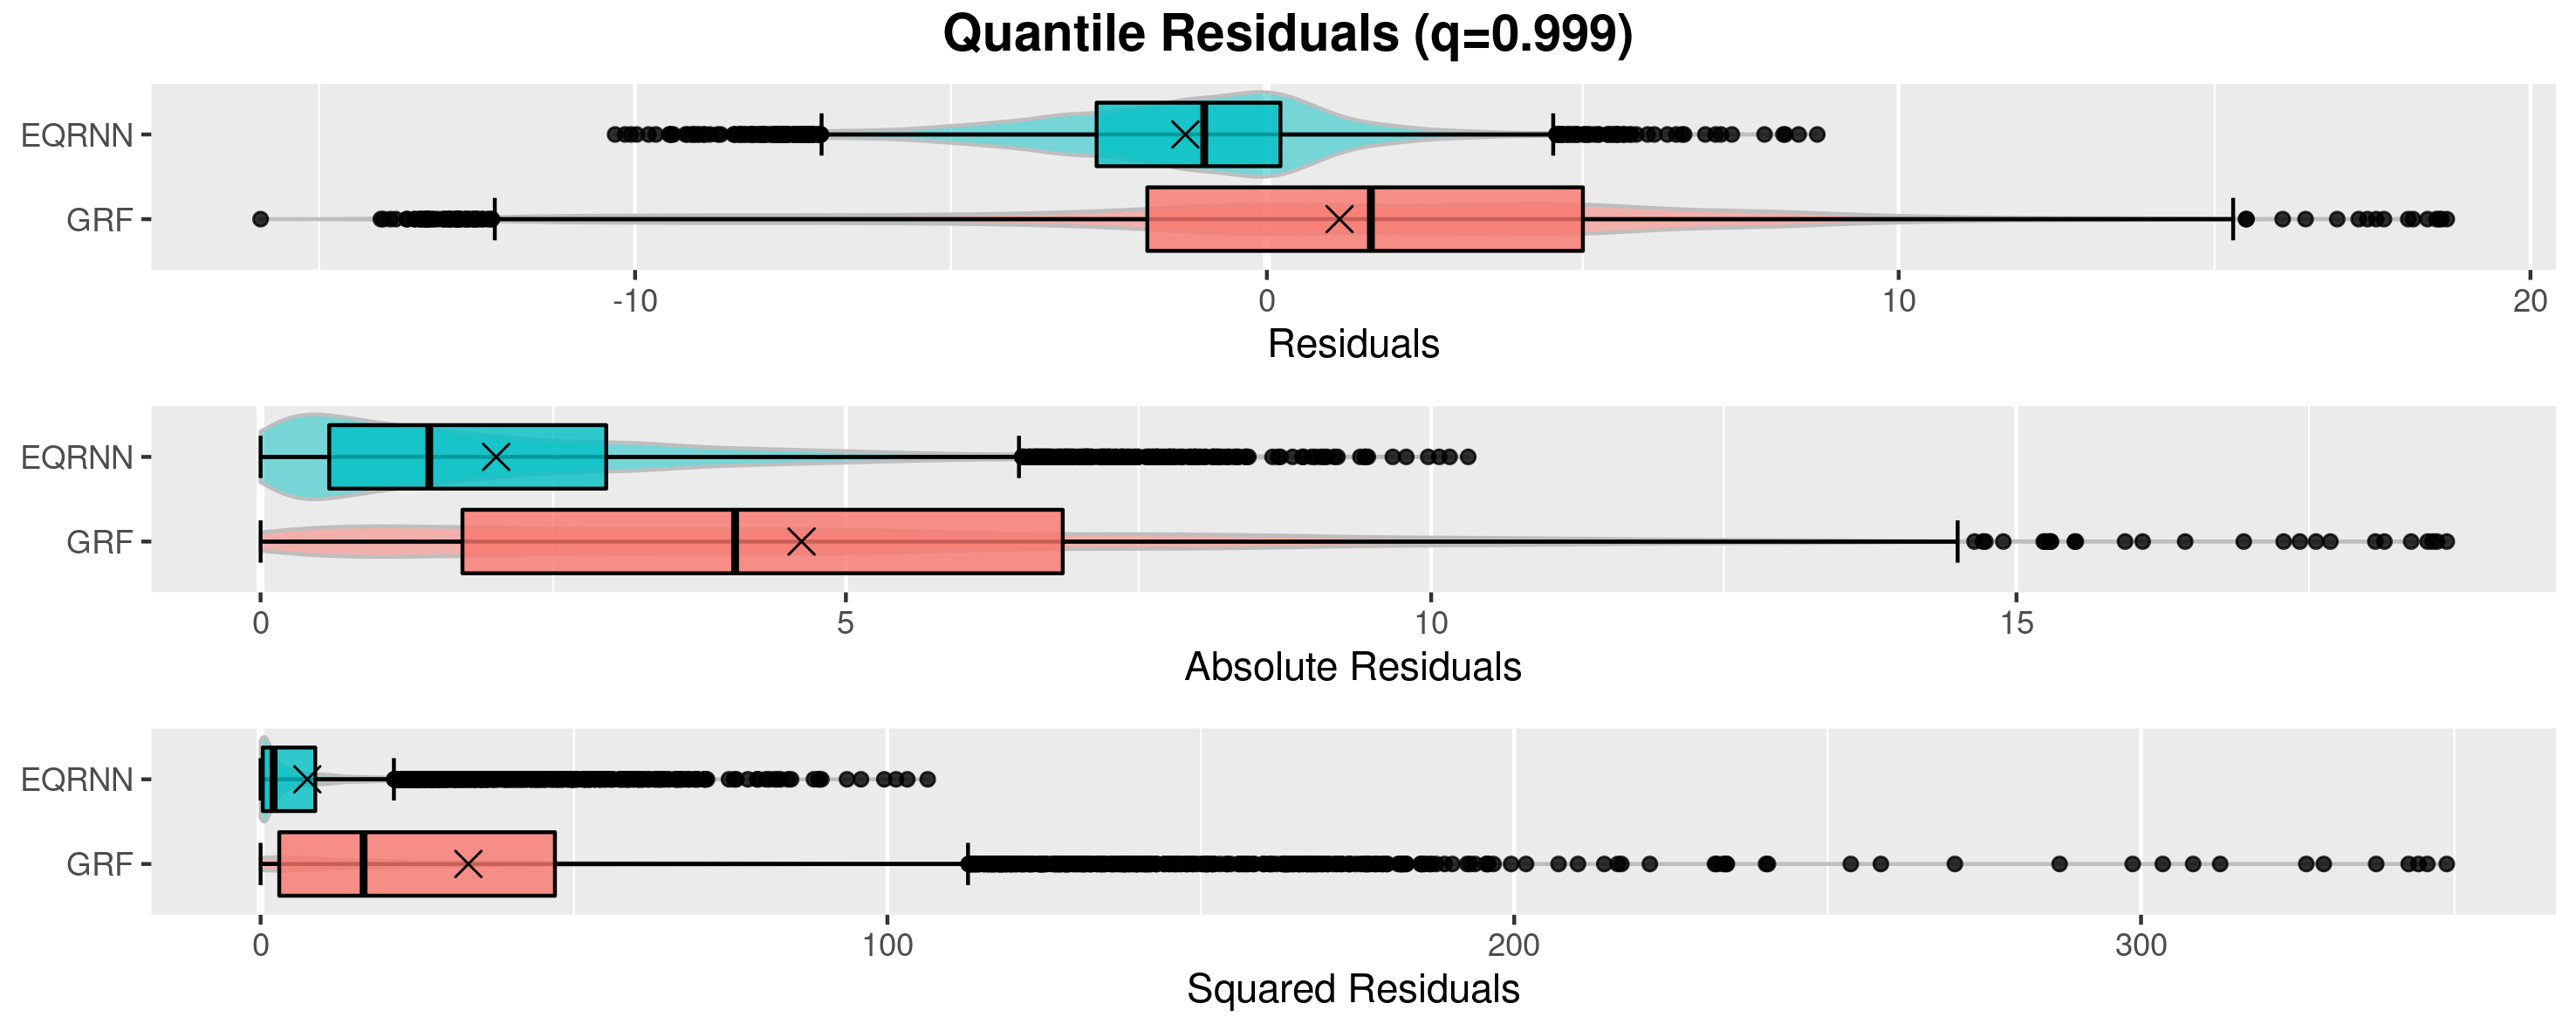 Quantile Residuals (q=0.999)
EQRNN
GRF
-10 0 10 20
Residuals
EQRNN
GRF
0 5 10 15
Absolute Residuals
EQRNN
GRF
0 100 200 300
Squared Residuals